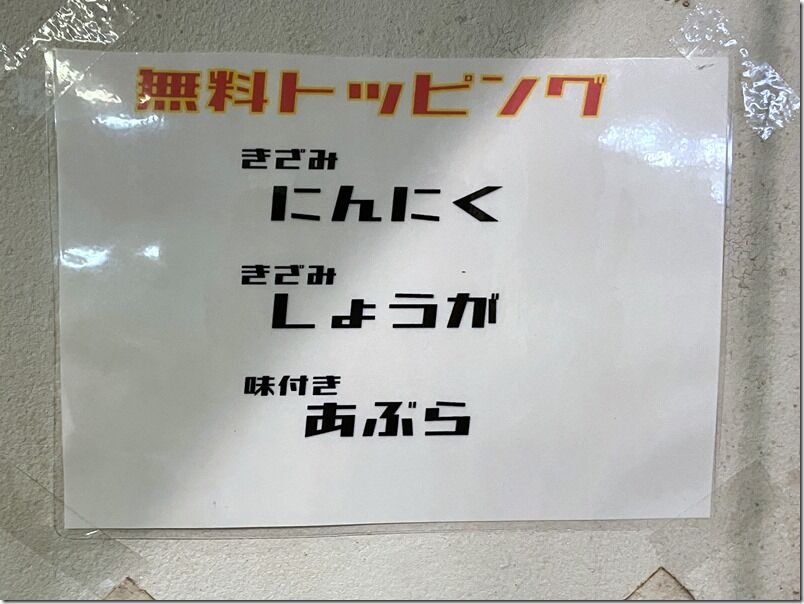 無料トッピング
きざみ
にんにく
きざみ
しょうが
味付き
あぶら